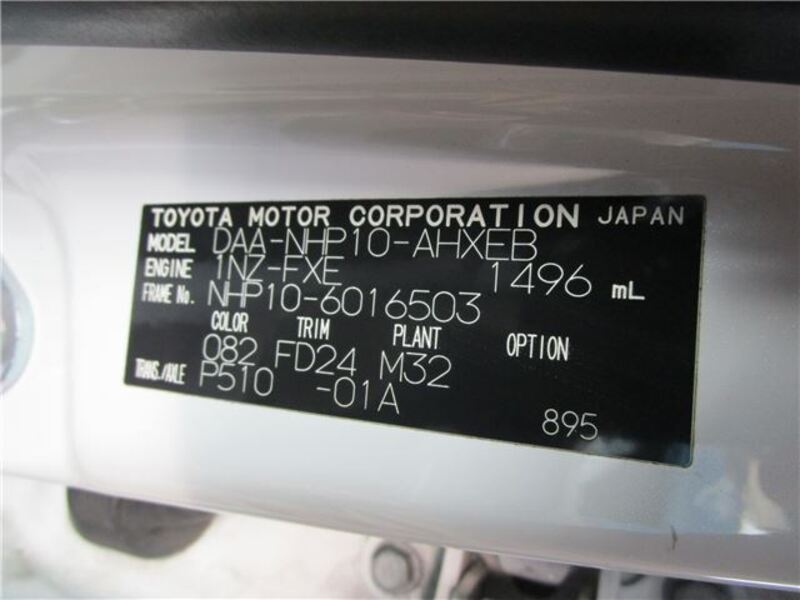 TOYOTA MOTOR CORPORATION JAPAN
MODEL DAA-NHP10-AHXEB
ENGINE 1NZ-FXE 1496 mL
FRAME No. NHP10-6016503
COLOR TRIM PLANT OPTION
082 FD24 M32
TRANS./AXLE P510 -01A
895